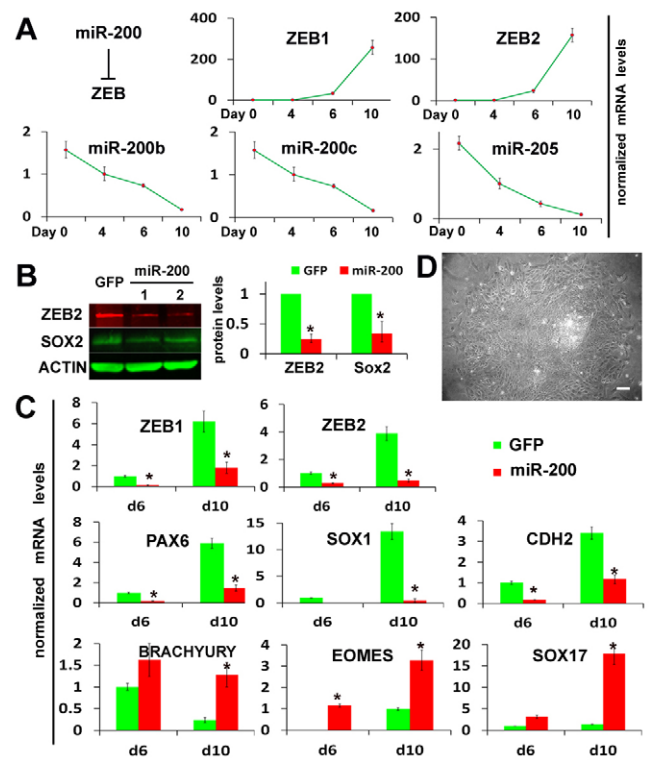 A
miR-200
ZEB
400
200
0
ZEB1
Day 0 4 6 10
200
100
0
ZEB2
Day 0 4 6 10
2
1
0
miR-200b
Day 0 4 6 10
2
1
0
miR-200c
Day 0 4 6 10
2
0
miR-205
Day 0 4 6 10
normalized mRNA levels
B
miR-200
GFP
1 2
ZEB2
SOX2
ACTIN
GFP miR-200
protein levels
1
0.5
0
* *
ZEB2 Sox2
D
C
normalized mRNA levels
8
6
4
2
0
ZEB1
* *
d6 d10
6
4
2
0
ZEB2
* *
d6 d10
GFP
miR-200
8
6
4
2
0
PAX6
* *
d6 d10
15
10
5
0
SOX1
*
d6 d10
4
3
2
1
0
CDH2
* *
d6 d10
2
1.5
1
0.5
0
BRACHYURY
*
d6 d10
4
3
2
1
0
EOMES
* *
d6 d10
20
15
10
5
0
SOX17
*
d6 d10